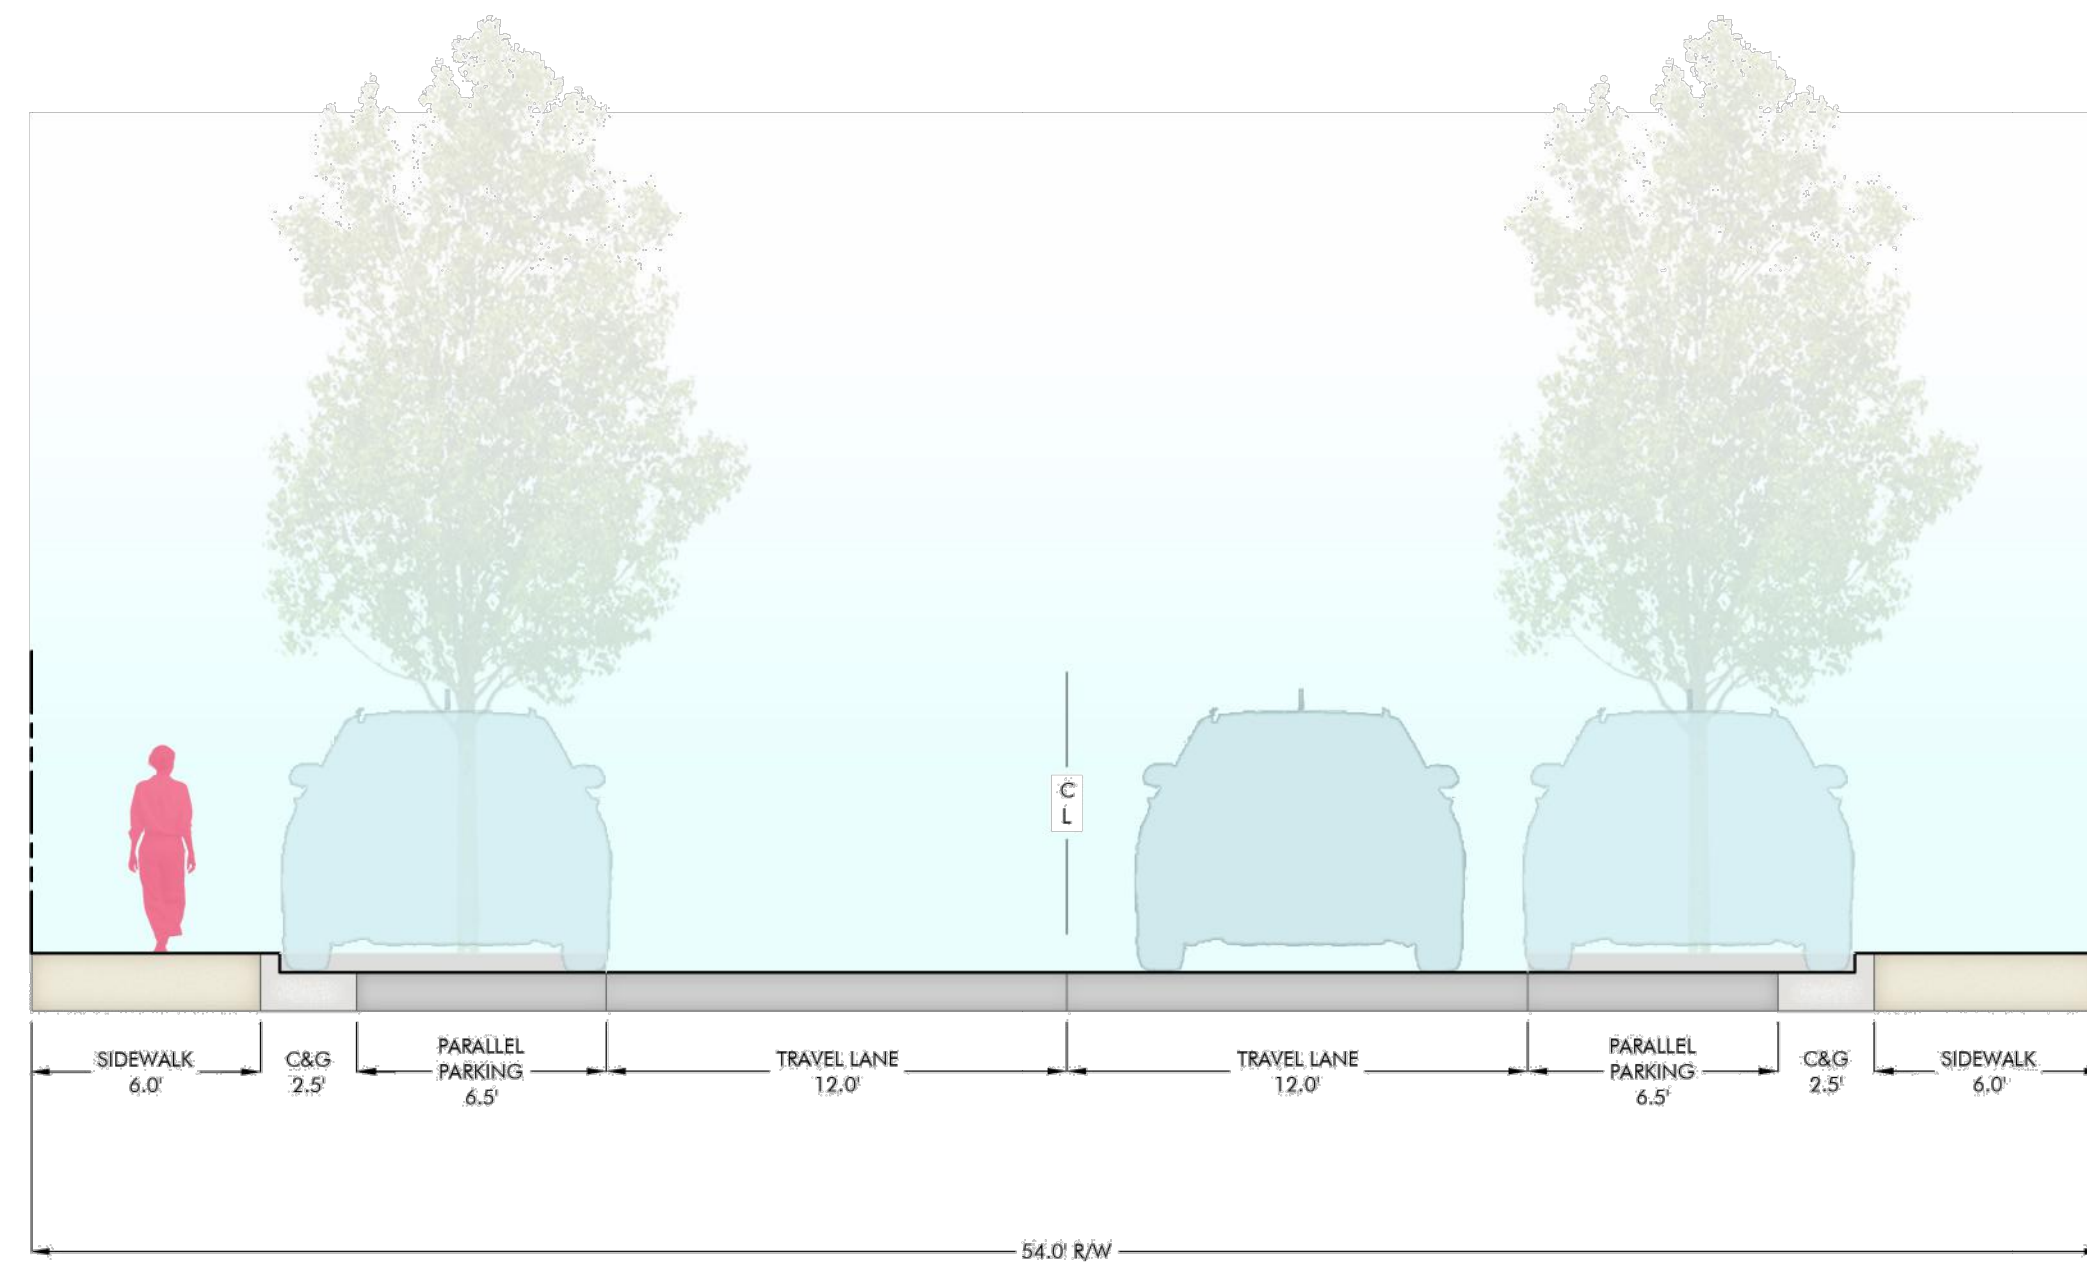 C
L
SIDEWALK
6.0'
C&G
2.5'
PARALLEL
PARKING
6.5'
TRAVEL LANE
12.0'
TRAVEL LANE
12.0'
PARALLEL
PARKING
6.5'
C&G
2.5'
SIDEWALK
6.0'
54.0' R/W